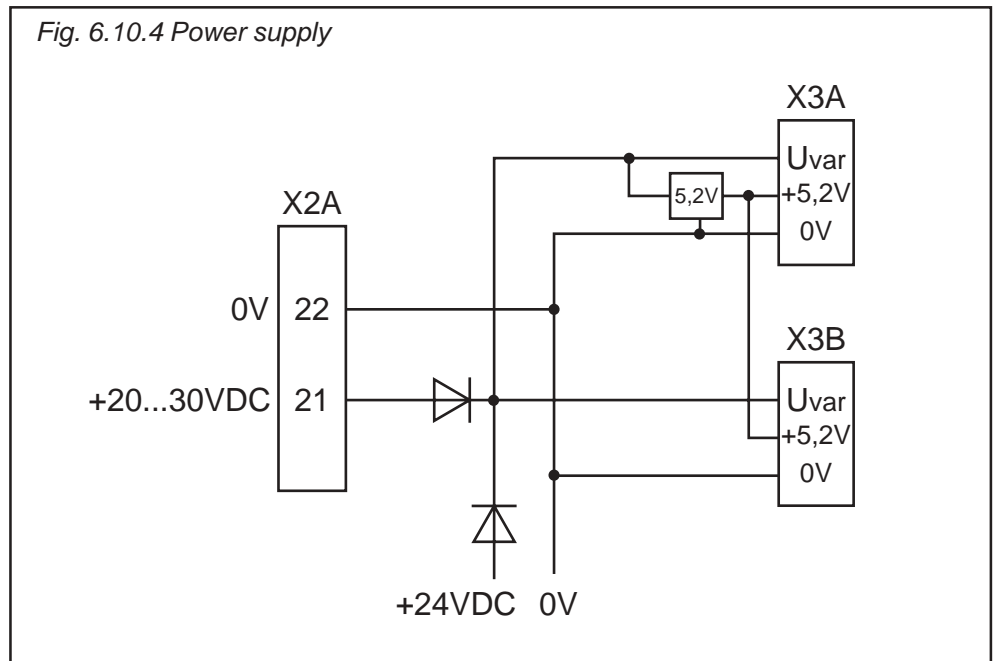 Fig. 6.10.4 Power supply
X3A
Uvar
5,2V
+5,2V
0V
X2A
0V 22
+20...30VDC 21
X3B
Uvar
+5,2V
0V
+24VDC 0V